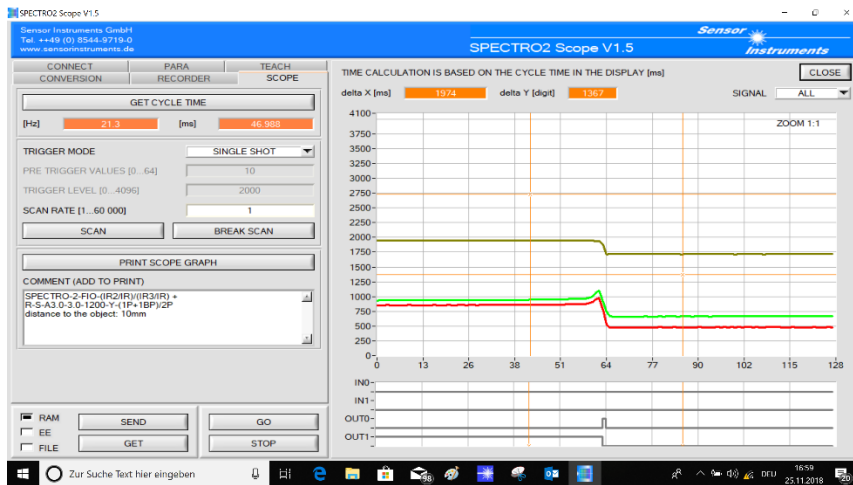 SPECTRO2 Scope V1.5
Sensor Instruments GmbH
Tel. ++49 (0) 8544-9719-0
www.sensorinstruments.de
SPECTRO2 Scope V1.5
Sensor
Instruments
CONNECT PARA TEACH
CONVERSION RECORDER SCOPE
GET CYCLE TIME
[Hz] 21.3 [ms] 46.988
TRIGGER MODE SINGLE SHOT
PRE TRIGGER VALUES [0...64] 10
TRIGGER LEVEL [0...4096] 2000
SCAN RATE [1...60 000] 1
SCAN BREAK SCAN
PRINT SCOPE GRAPH
COMMENT (ADD TO PRINT)
SPECTRO-2-FIO-(IR2/IR)/(IR3/IR) +
R-S-A3.0-3.0-1200-Y-(1P+1BP)/2P
distance to the object: 10mm
RAM
EE
FILE
SEND GO
GET STOP
TIME CALCULATION IS BASED ON THE CYCLE TIME IN THE DISPLAY [ms]
CLOSE
delta X [ms] 1974 delta Y [digit] 1367 SIGNAL ALL
ZOOM 1:1
4100
3750
3500
3250
3000
2750
2500
2250
2000
1750
1500
1250
1000
750
500
250
0
0 13 26 38 51 64 77 90 102 115 128
IN0
IN1
OUT0
OUT1
Zur Suche Text hier eingeben
98
DEU
16:59
25.11.2018
20